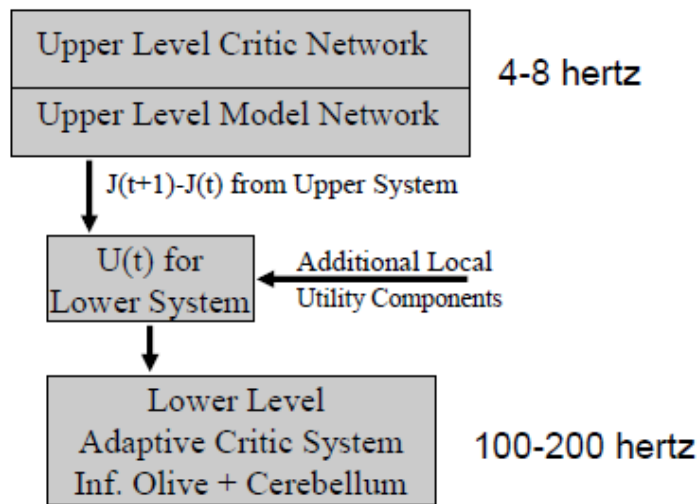 Upper Level Critic Network
4-8 hertz
Upper Level Model Network
J(t+1)-J(t) from Upper System
U(t) for
Lower System
Additional Local
Utility Components
Lower Level
Adaptive Critic System
Inf. Olive + Cerebellum
100-200 hertz